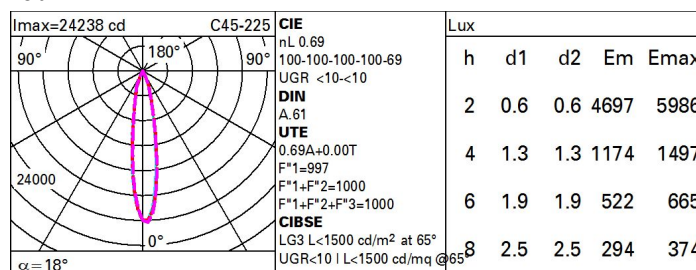 Imax=24238 cd C45-225
90° 180° 90°
24000
0°
α=18°
CIE
nL 0.69
100-100-100-100-69
UGR <10-<10
DIN
A.61
UTE
0.69A+0.00T
F"1=997
F"1+F"2=1000
F"1+F"2+F"3=1000
CIBSE
LG3 L<1500 cd/m² at 65°
UGR<10 | L<1500 cd/mq @65°
Lux
h d1 d2 Em Emax
2 0.6 0.6 4697 5986
4 1.3 1.3 1174 1497
6 1.9 1.9 522 665
8 2.5 2.5 294 374